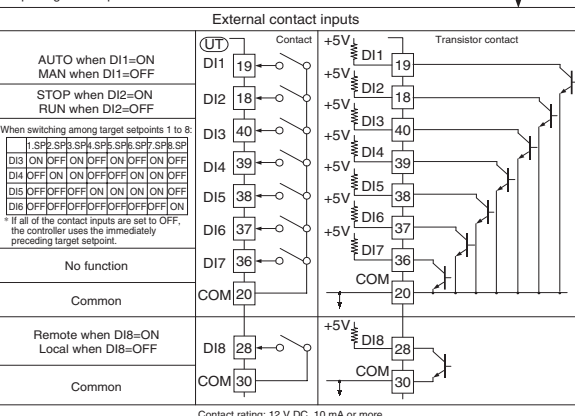 External contact inputs
UT
Contact
Transistor contact
AUTO when DI1=ON
MAN when DI1=OFF
STOP when DI2=ON
RUN when DI2=OFF
When switching among target setpoints 1 to 8:
1.SP 2.SP 3.SP 4.SP 5.SP 6.SP 7.SP 8.SP
DI3 ON OFF ON OFF ON OFF ON OFF
DI4 OFF ON ON OFF OFF ON ON OFF
DI5 OFF OFF OFF ON ON ON ON OFF
DI6 OFF OFF OFF OFF OFF OFF OFF ON
* If all of the contact inputs are set to OFF,
the controller uses the immediately
preceding target setpoint.
No function
Common
DI1 19
DI2 18
DI3 40
DI4 39
DI5 38
DI6 37
DI7 36
COM 20
+5V DI1 19
+5V DI2 18
+5V DI3 40
+5V DI4 39
+5V DI5 38
+5V DI6 37
+5V DI7 36
COM 20
Remote when DI8=ON
Local when DI8=OFF
Common
DI8 28
COM 30
+5V DI8 28
COM 30
Contact rating: 12 V DC, 10 mA or more